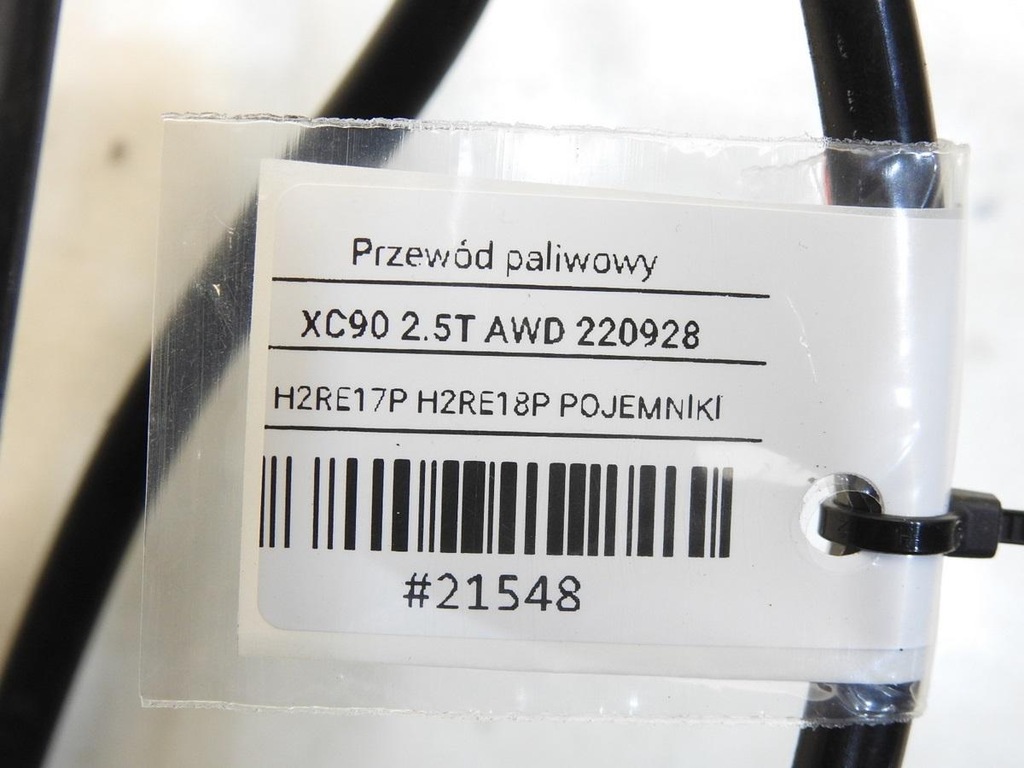 Przewód paliwowy
XC90 2.5T AWD 220928
H2RE17P H2RE18P POJEMNIKI
#21548